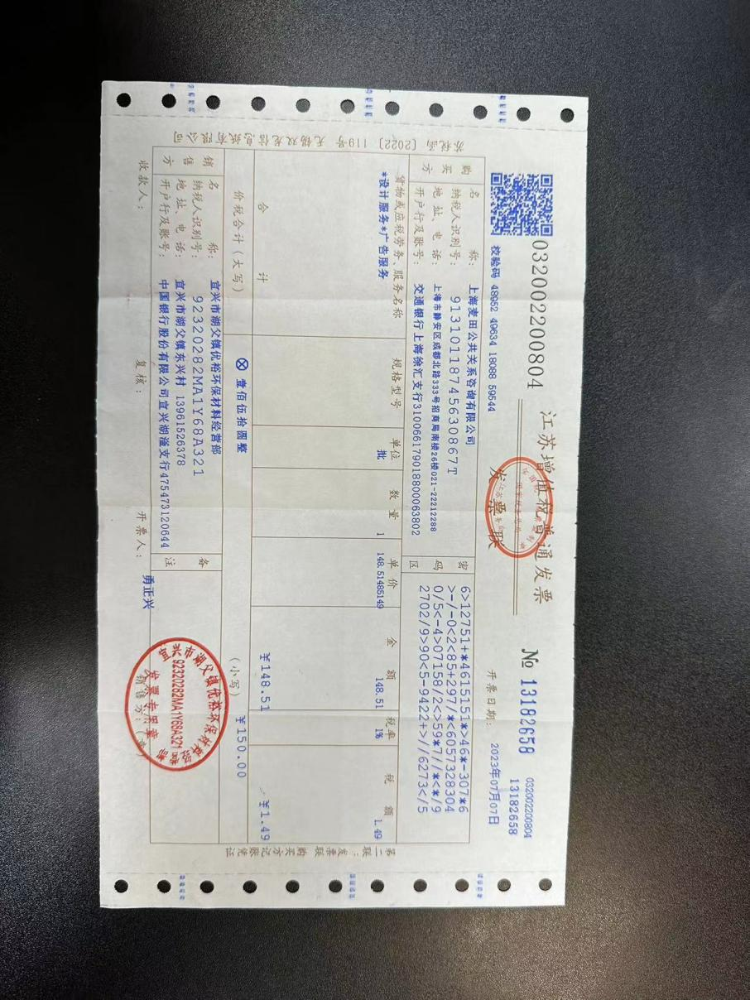 032002200804
江苏增值税普通发票
发票联
№ 13182658
032002200804
13182658
校验码 48952 49634 18088 59544
开票日期: 2023年07月07日
苏税函 [2022] 119号 无锡双龙信息纸有限公司
购买方
名 称: 上海麦田公共关系咨询有限公司
纳税人识别号: 91310118745630867T
地址、电话: 上海市静安区成都北路333号招商局南楼26楼021-22212288
开户行及账号: 交通银行上海徐汇支行310066179018800063802
密码区
6>12751+*4615151*>46*-307*6
>-/-0<2<85+297/*<6057328304
0/5<-4>07158/2<>59*7//*<*/9
2702/9>90<5-9422+>//6273</5
货物或应税劳务、服务名称 规格型号 单位 数量 单价 金额 税率 税额
*设计服务*广告服务 批 1 148.51485149 148.51 1% 1.49
合计 ¥148.51 ¥1.49
价税合计(大写) ⊗ 壹佰伍拾圆整 (小写) ¥150.00
销售方
名 称: 宜兴市湖父镇优裕环保材料经营部
纳税人识别号: 92320282MA1Y68A321
地址、电话: 宜兴市湖父镇东兴村 13961526378
开户行及账号: 中国银行股份有限公司宜兴湖滏支行475473120644
备注
收款人: 复核: 开票人: 勇正兴 销售方:(章)
宜兴市湖父镇优裕环保材料经营部
92320282MA1Y68A321
发票专用章
第二联:发票联 购买方记账凭证